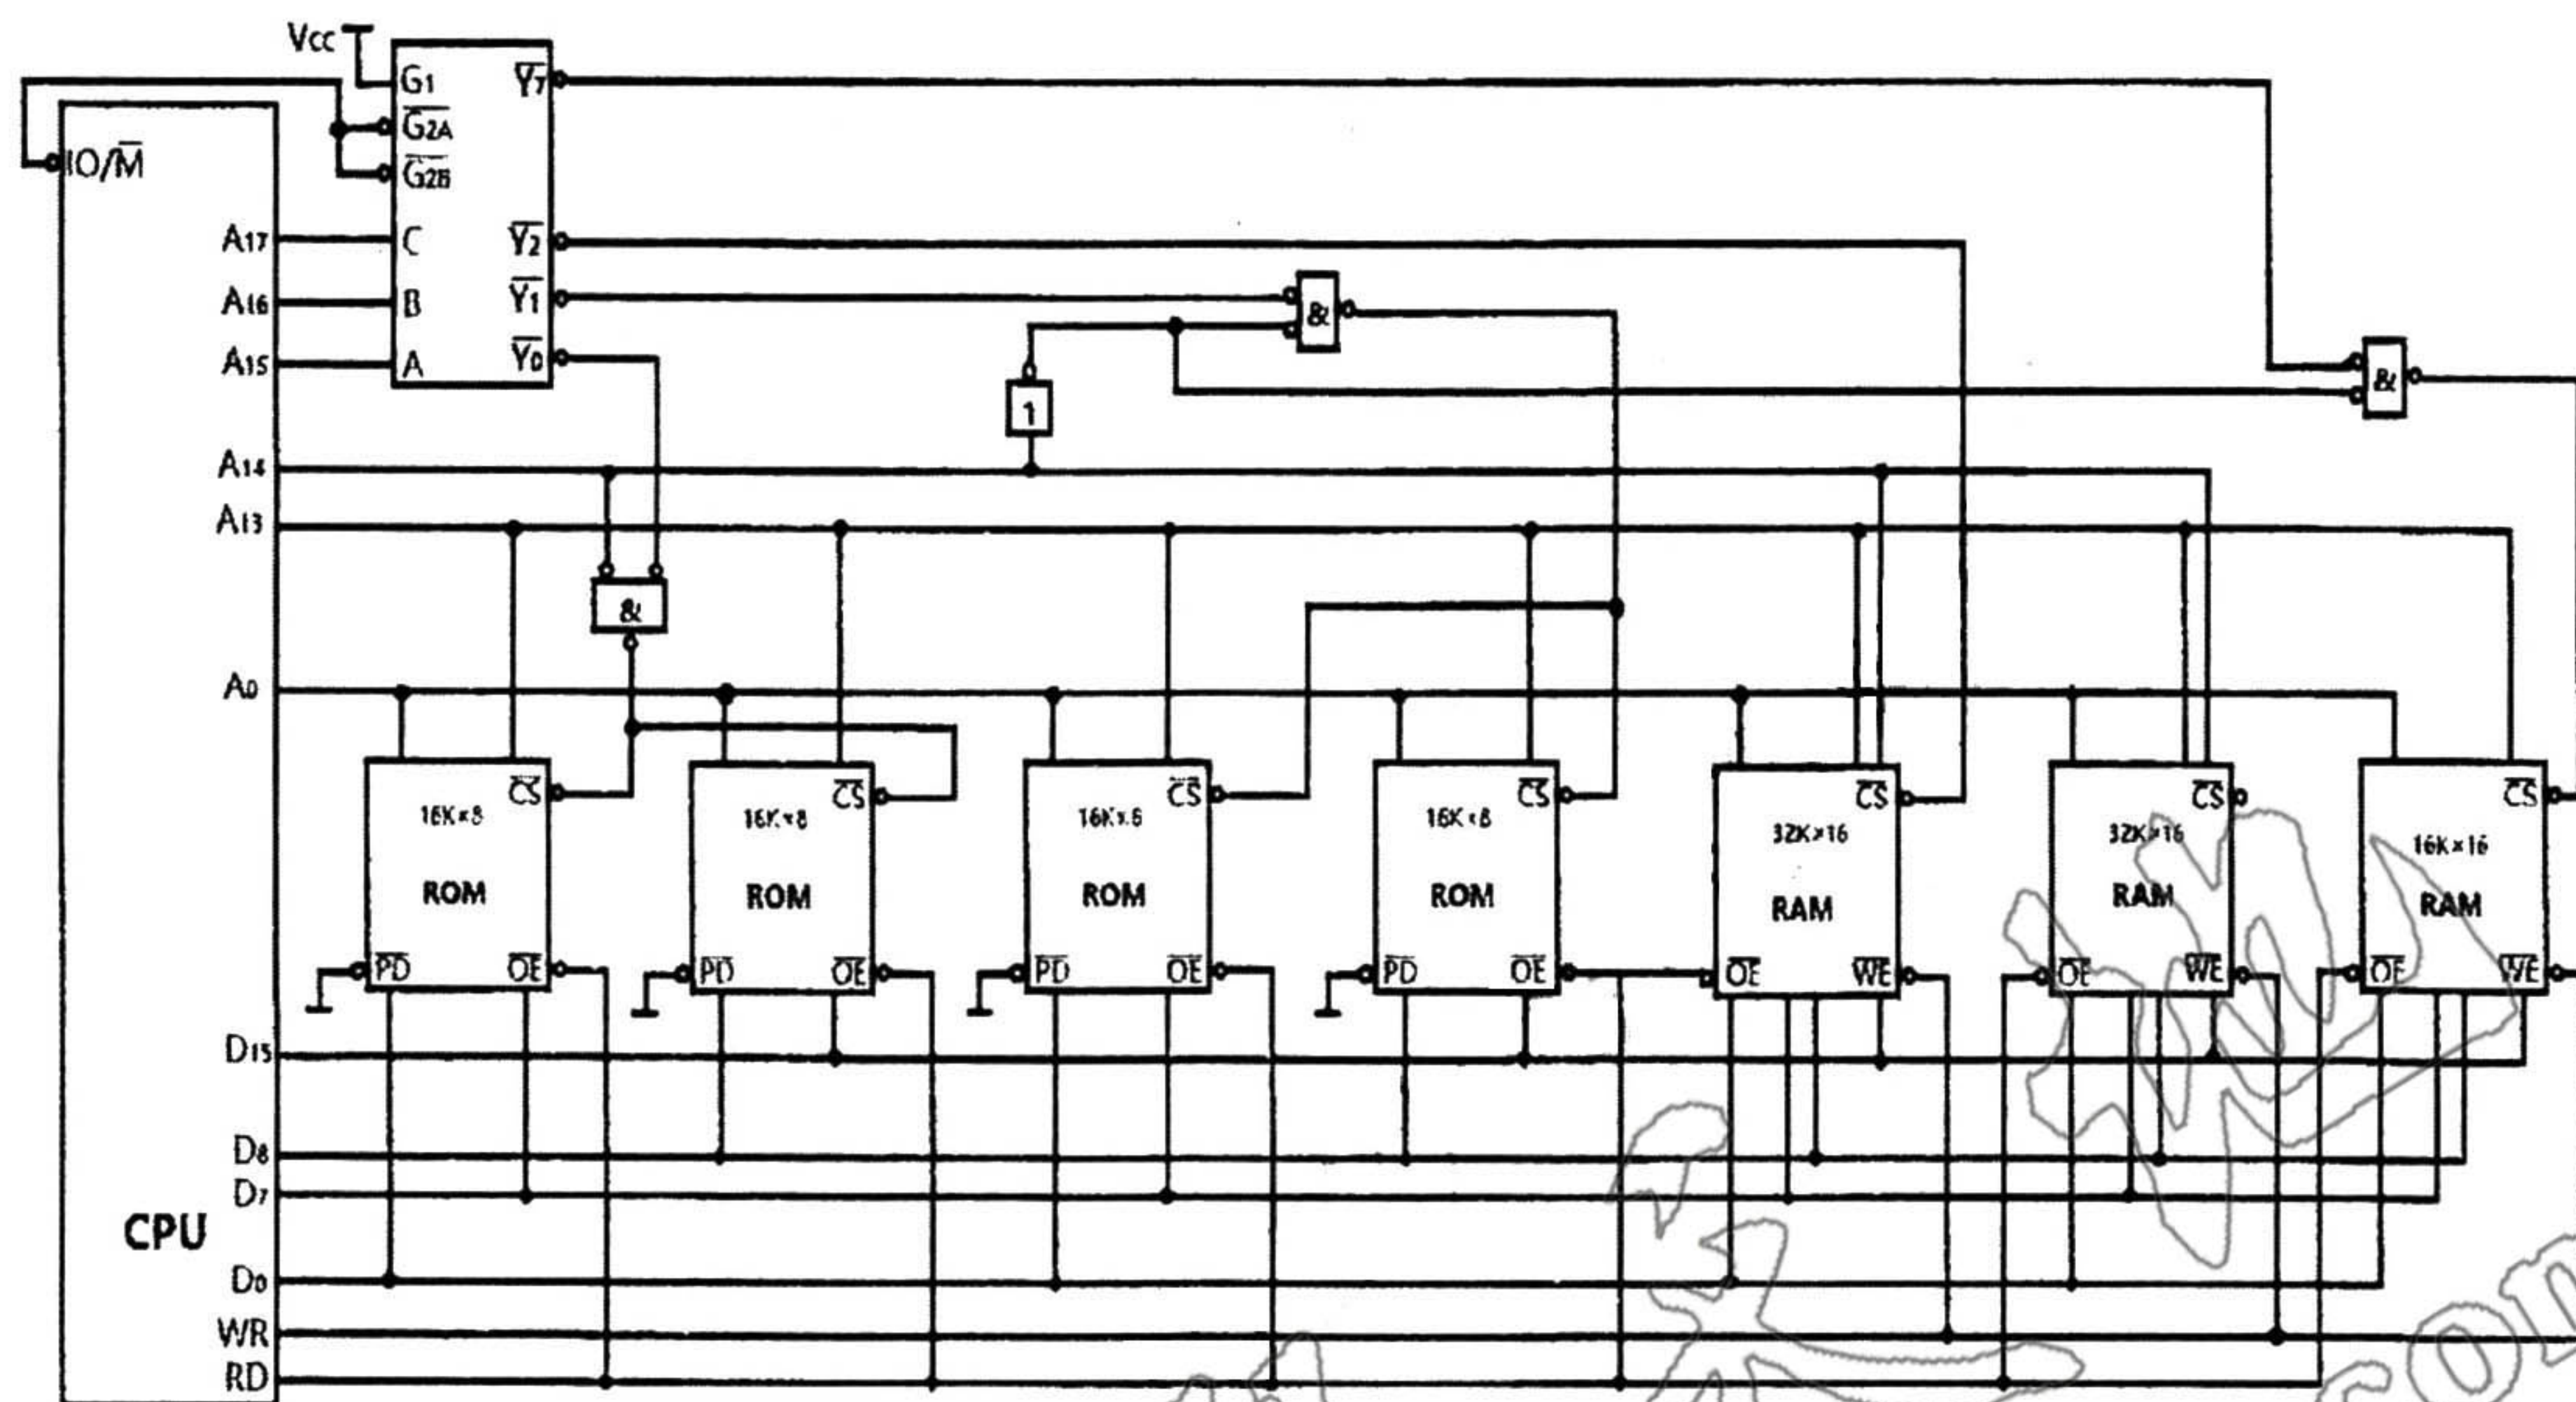 Vcc
G1 Y7
G2A
IO/M G2B
A17 C Y2
A16 B Y1
A15 A Y0
&
&
1
A14
A13
&
A0
CS CS CS CS CS CS CS
16K×8 16K×8 16K×6 16K×8 32K×16 32K×16 16K×16
ROM ROM ROM ROM RAM RAM RAM
PD OE PD OE PD OE PD OE OE WE OE WE OE WE
D15
D8
D7
CPU
D0
WR
RD